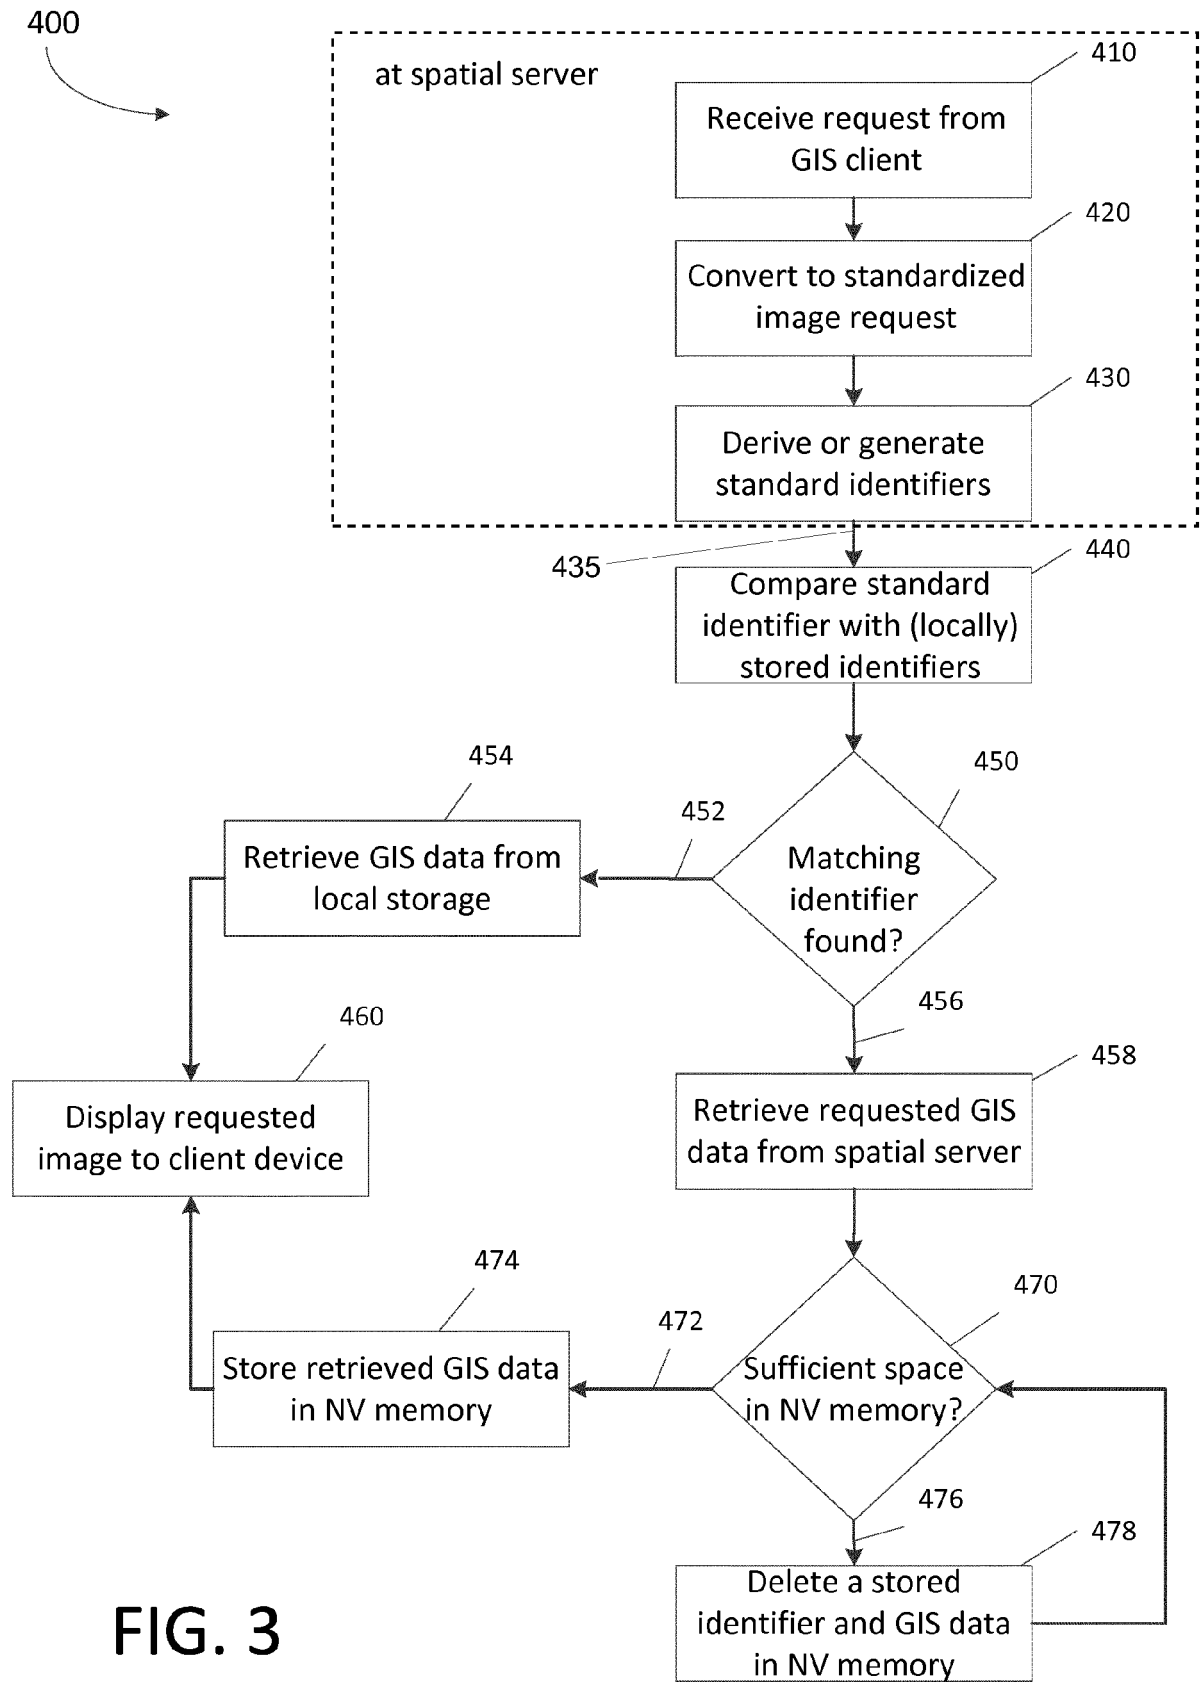 400
at spatial server
410
Receive request from
GIS client
420
Convert to standardized
image request
430
Derive or generate
standard identifiers
435
440
Compare standard
identifier with (locally)
stored identifiers
450
Matching
identifier
found?
452
454
Retrieve GIS data from
local storage
456
458
Retrieve requested GIS
data from spatial server
460
Display requested
image to client device
470
Sufficient space
in NV memory?
472
474
Store retrieved GIS data
in NV memory
476
478
Delete a stored
identifier and GIS data
in NV memory
FIG. 3